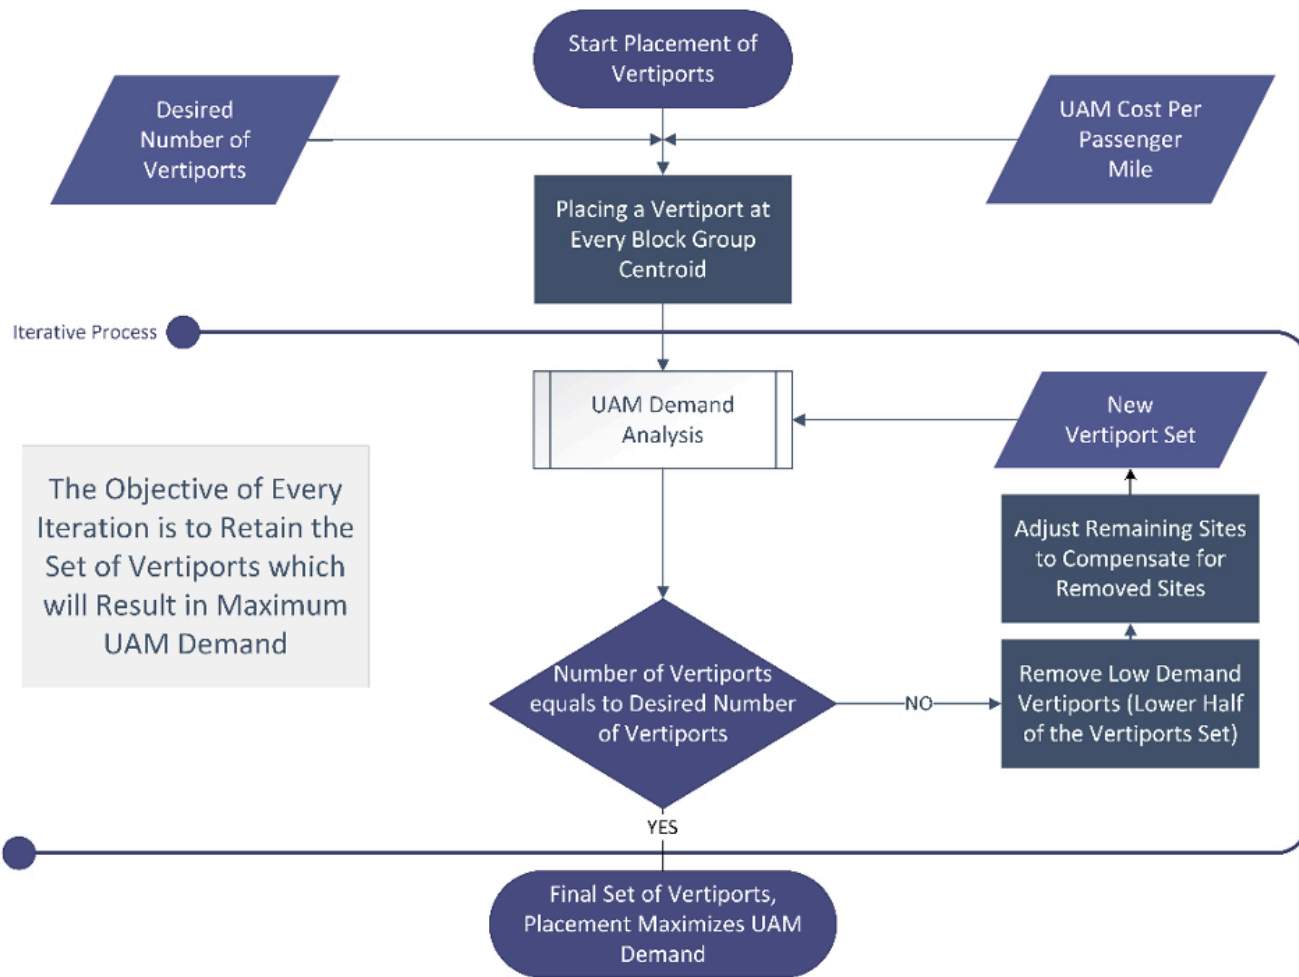 Start Placement of
Vertiports
Desired
Number of
Vertiports
UAM Cost Per
Passenger
Mile
Placing a Vertiport at
Every Block Group
Centroid
Iterative Process
UAM Demand
Analysis
New
Vertiport Set
The Objective of Every
Iteration is to Retain the
Set of Vertiports which
will Result in Maximum
UAM Demand
Adjust Remaining Sites
to Compensate for
Removed Sites
Number of Vertiports
equals to Desired Number
of Vertiports
NO
Remove Low Demand
Vertiports (Lower Half
of the Vertiports Set)
YES
Final Set of Vertiports,
Placement Maximizes UAM
Demand